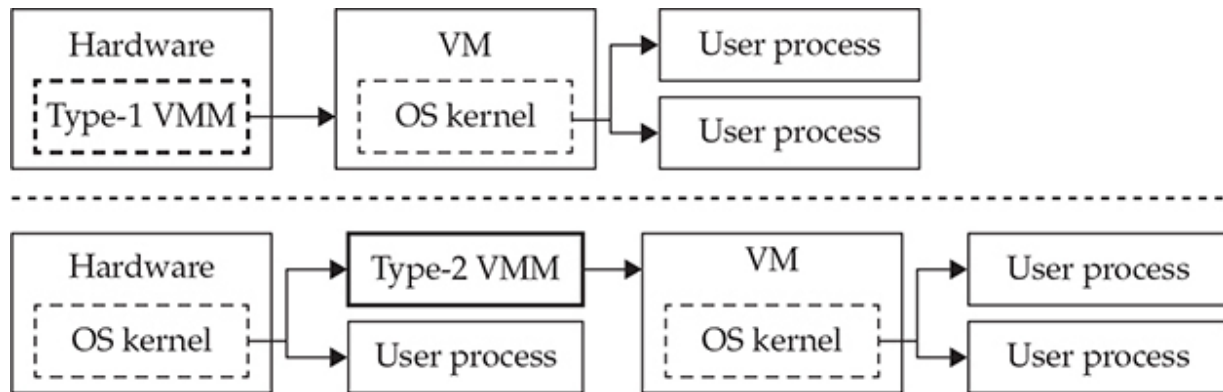 Hardware
VM
User process
Type-1 VMM
OS kernel
User process
Hardware
Type-2 VMM
VM
User process
OS kernel
User process
OS kernel
User process